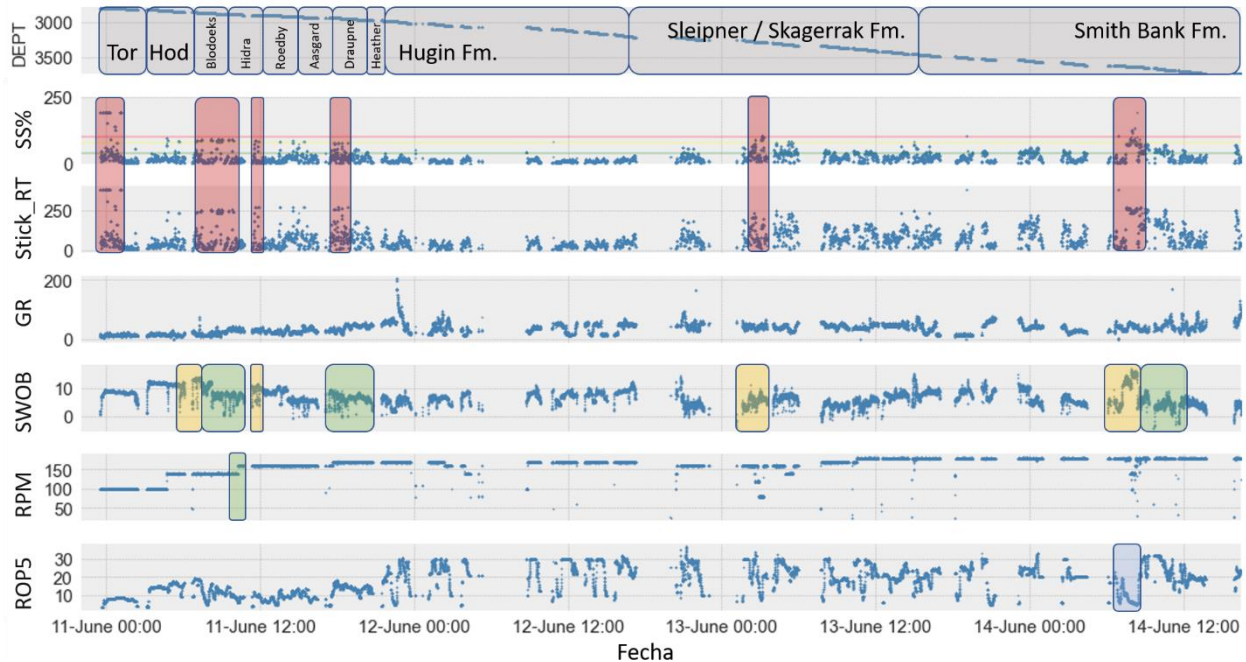 DEPT
3000
3500
Tor
Hod
Blodoeks
Hidra
Roedby
Aasgard
Draupne
Heather
Hugin Fm.
Sleipner / Skagerrak Fm.
Smith Bank Fm.
SS%
250
0
Stick_RT
250
0
GR
200
0
SWOB
10
0
RPM
150
100
50
ROP5
30
20
10
11-June 00:00 11-June 12:00 12-June 00:00 12-June 12:00 13-June 00:00 13-June 12:00 14-June 00:00 14-June 12:00
Fecha